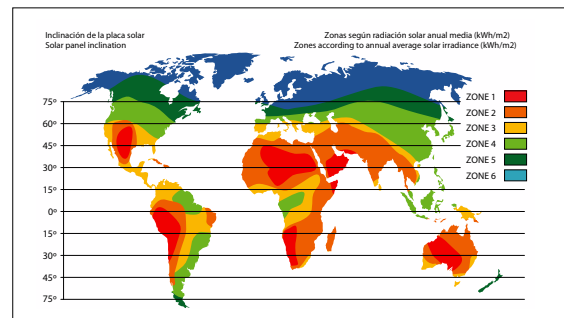 Inclinación de la placa solar
Solar panel inclination
Zonas según radiación solar anual media (kWh/m2)
Zones according to annual average solar irradiance (kWh/m2)
75º
60º
45º
30º
15º
0º
15º
30º
45º
75º
ZONE 1
ZONE 2
ZONE 3
ZONE 4
ZONE 5
ZONE 6